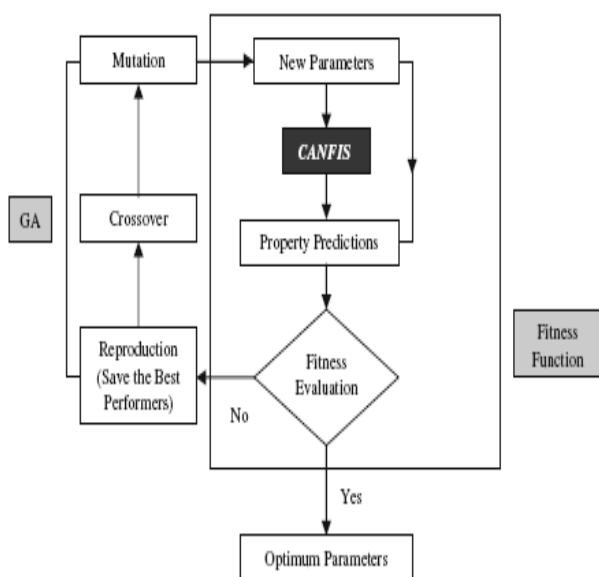 Mutation
New Parameters
CANFIS
GA
Crossover
Property Predictions
Reproduction
(Save the Best
Performers)
Fitness
Evaluation
Fitness
Function
No
Yes
Optimum Parameters